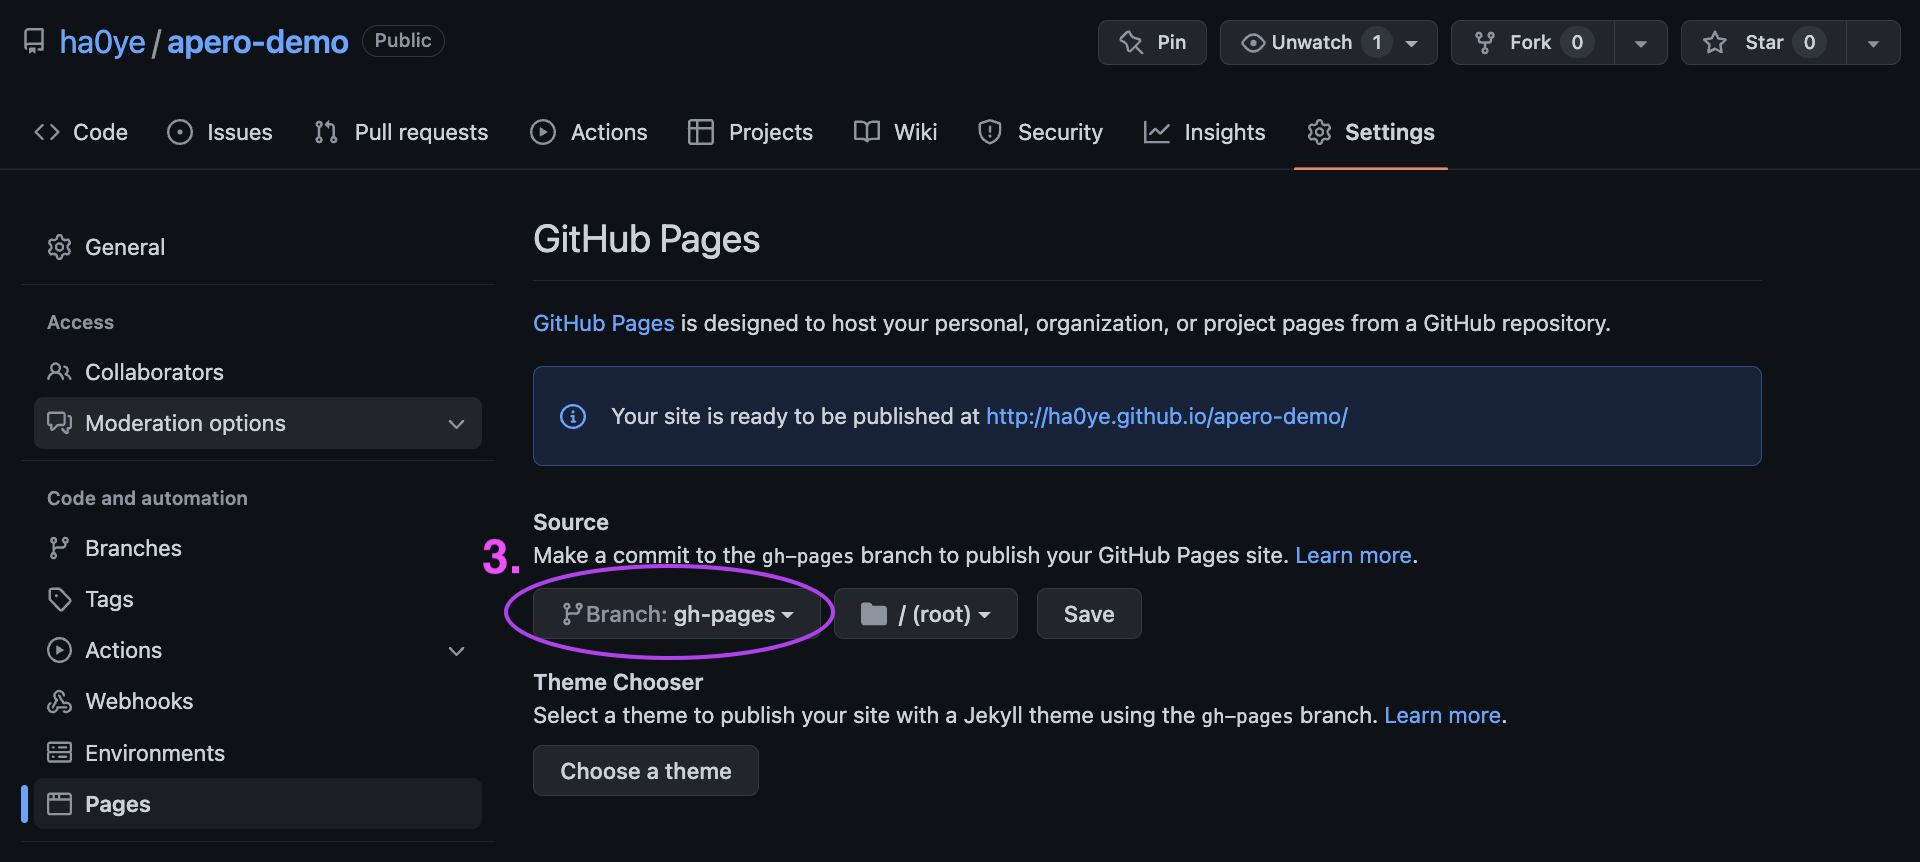 ha0ye / apero-demo Public
Pin
Unwatch 1
Fork 0
Star 0
Code
Issues
Pull requests
Actions
Projects
Wiki
Security
Insights
Settings
General
Access
Collaborators
Moderation options
Code and automation
Branches
Tags
Actions
Webhooks
Environments
Pages
GitHub Pages
GitHub Pages is designed to host your personal, organization, or project pages from a GitHub repository.
Your site is ready to be published at http://ha0ye.github.io/apero-demo/
Source
3.
Make a commit to the gh-pages branch to publish your GitHub Pages site. Learn more.
Branch: gh-pages
/ (root)
Save
Theme Chooser
Select a theme to publish your site with a Jekyll theme using the gh-pages branch. Learn more.
Choose a theme